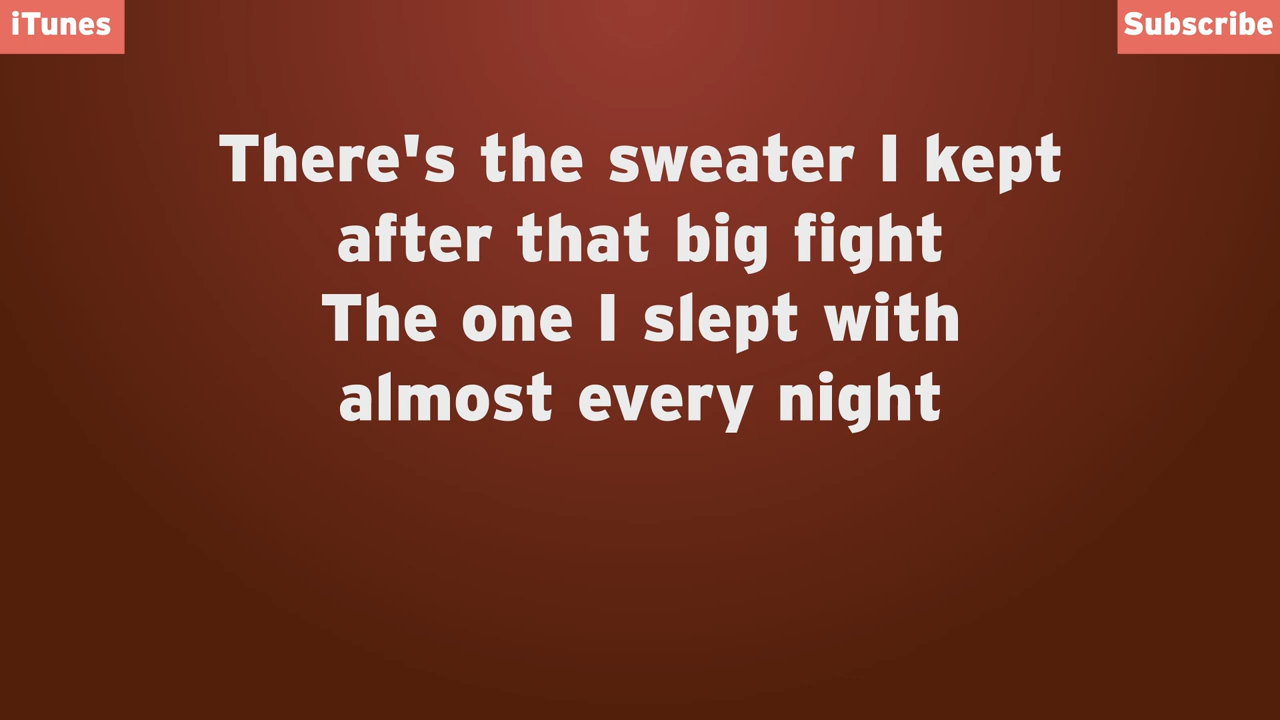 iTunes
Subscribe
There's the sweater I kept
after that big fight
The one I slept with
almost every night